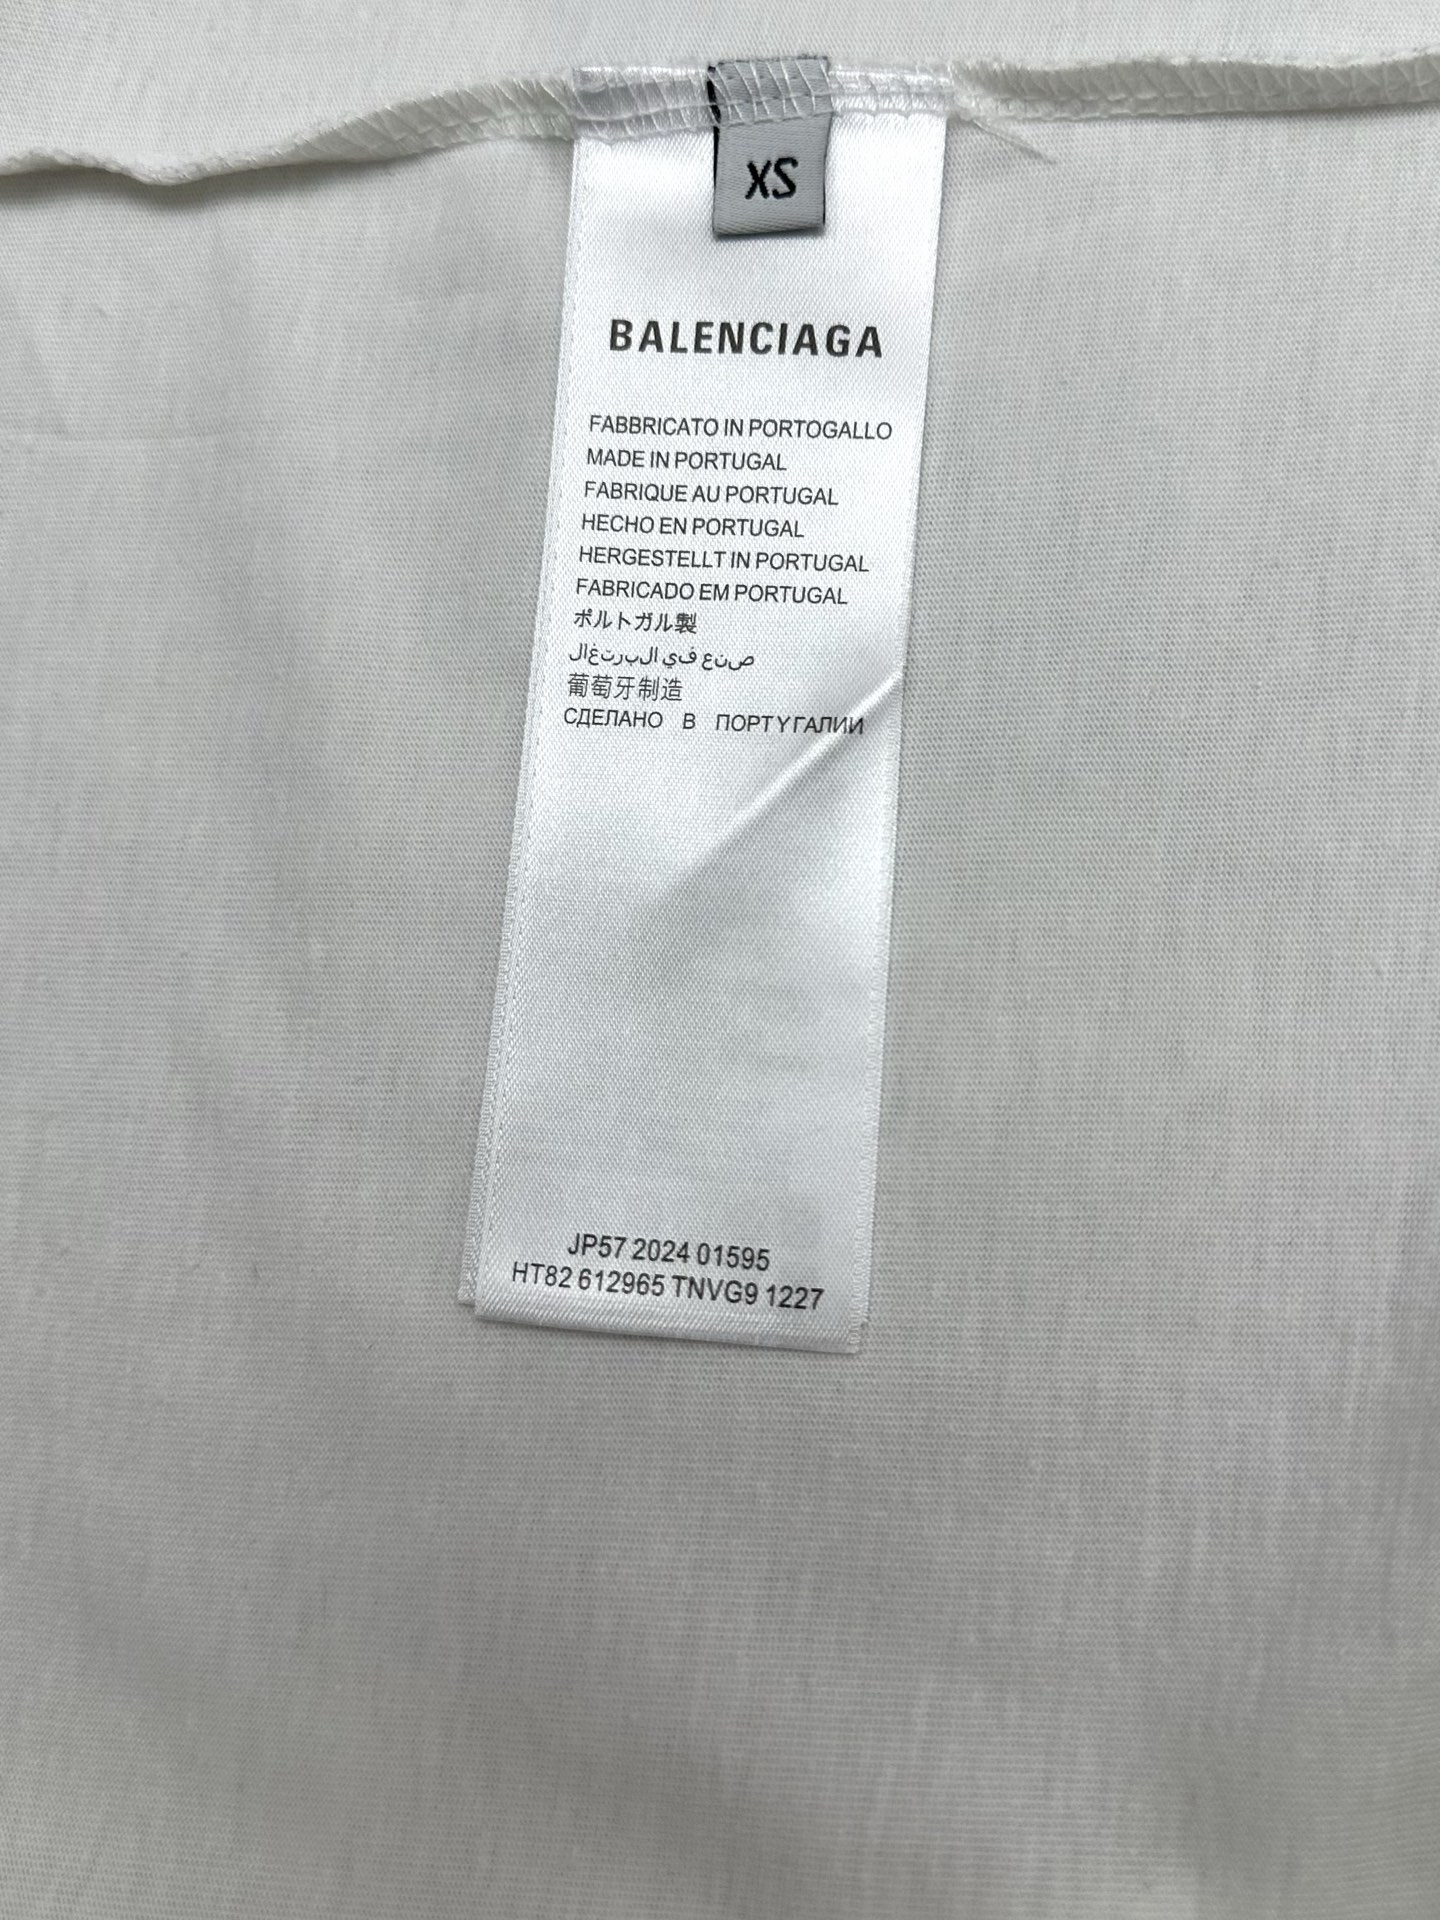 XS
BALENCIAGA
FABBRICATO IN PORTOGALLO
MADE IN PORTUGAL
FABRIQUE AU PORTUGAL
HECHO EN PORTUGAL
HERGESTELLT IN PORTUGAL
FABRICADO EM PORTUGAL
ポルトガル製
صنع في البرتغال
葡萄牙制造
СДЕЛАНО В ПОРТУГАЛИИ
JP57 2024 01595
HT82 612965 TNVG9 1227